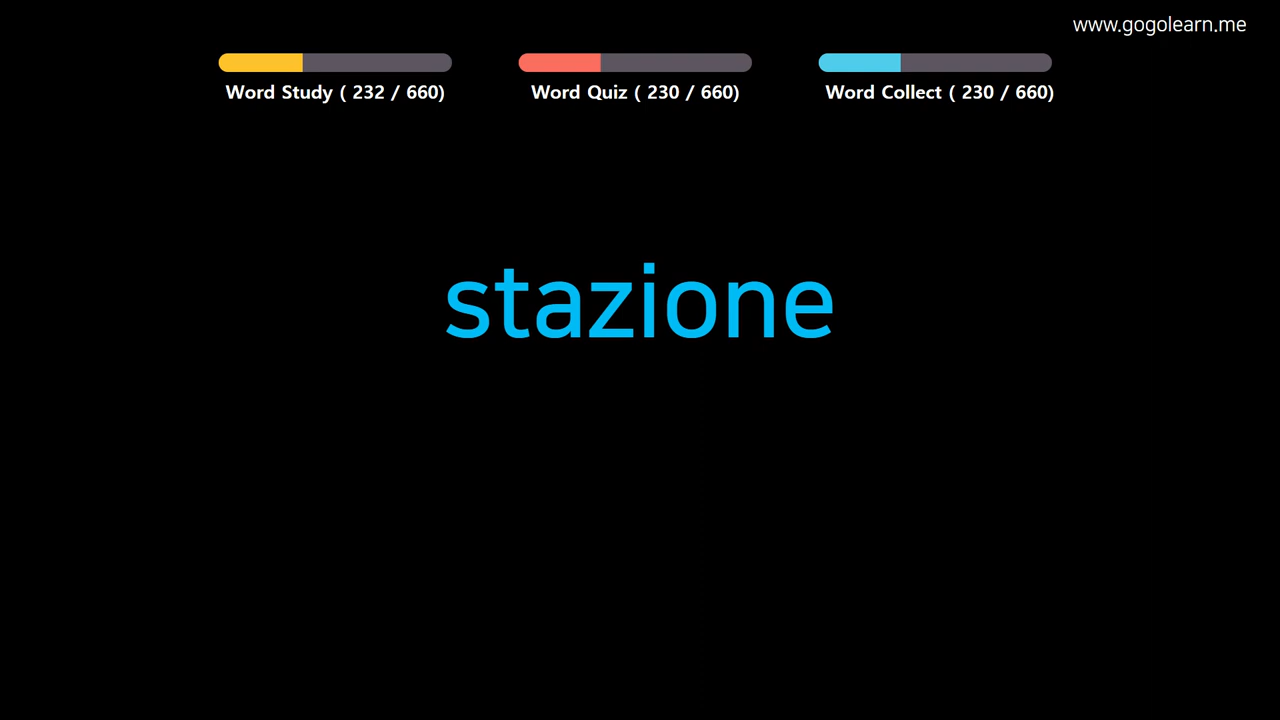 www.gogolearn.me
Word Study ( 232 / 660)
Word Quiz ( 230 / 660)
Word Collect ( 230 / 660)
stazione